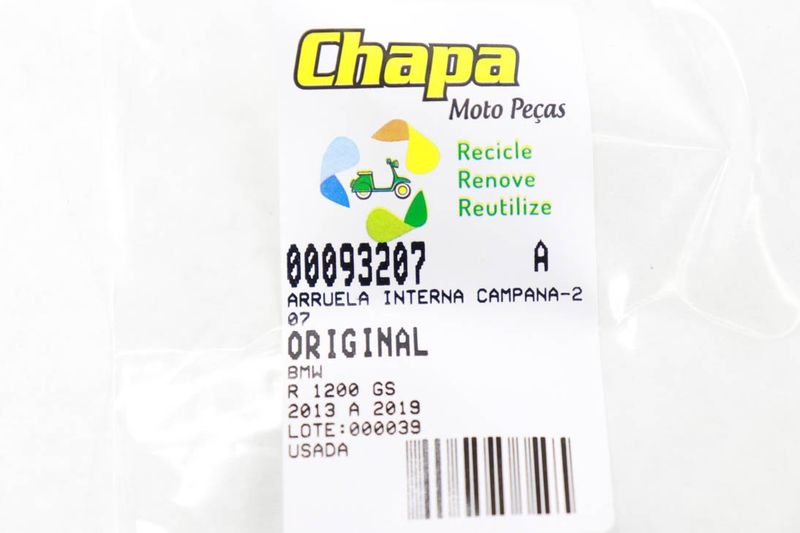 Chapa
Moto Peças
Recicle
Renove
Reutilize
00093207 A
ARRUELA INTERNA CAMPANA-2
07
ORIGINAL
BMW
R 1200 GS
2013 A 2019
LOTE:000039
USADA